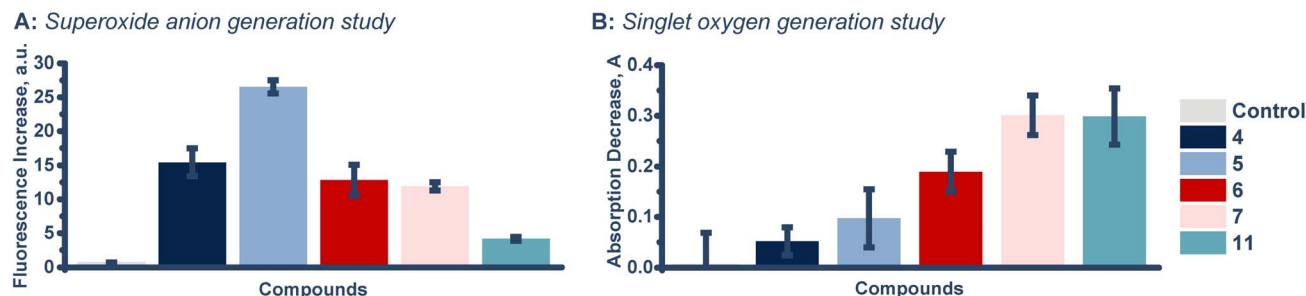 A: Superoxide anion generation study
Fluorescence Increase, a.u.
30
25
20
15
10
5
0
Compounds
B: Singlet oxygen generation study
Absorption Decrease, A
0.4
0.3
0.2
0.1
0.0
Compounds
Control
4
5
6
7
11